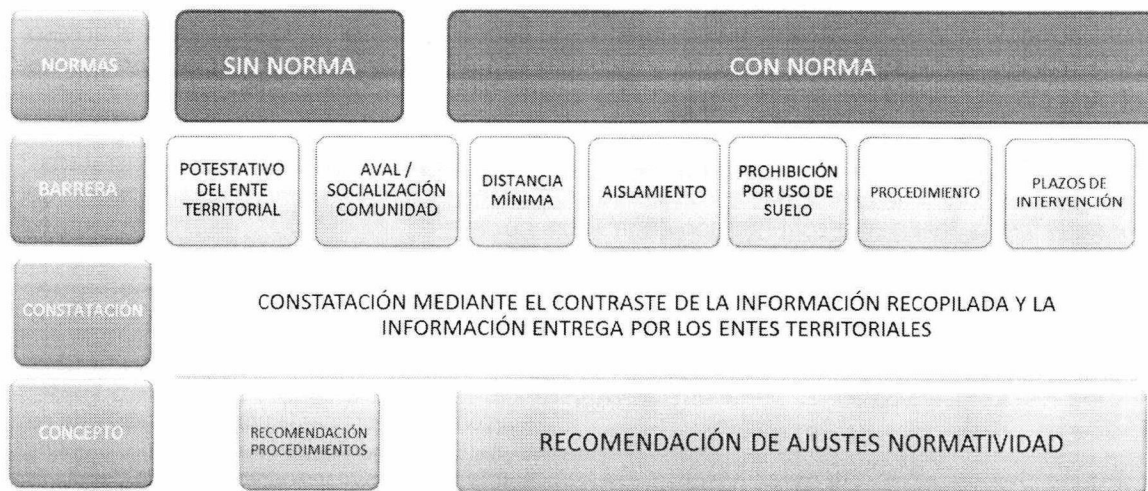 NORMAS
SIN NORMA
CON NORMA
BARRERA
POTESTATIVO
DEL ENTE
TERRITORIAL
AVAL /
SOCIALIZACIÓN
COMUNIDAD
DISTANCIA
MÍNIMA
AISLAMIENTO
PROHIBICIÓN
POR USO DE
SUELO
PROCEDIMIENTO
PLAZOS DE
INTERVENCIÓN
CONSTATACIÓN
CONSTATACIÓN MEDIANTE EL CONTRASTE DE LA INFORMACIÓN RECOPILADA Y LA
INFORMACIÓN ENTREGA POR LOS ENTES TERRITORIALES
CONCEPTO
RECOMENDACIÓN
PROCEDIMIENTOS
RECOMENDACIÓN DE AJUSTES NORMATIVIDAD